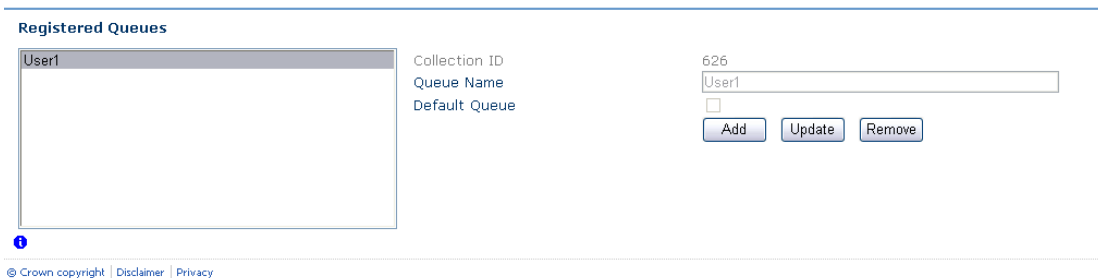 Registered Queues
User1
Collection ID 626
Queue Name User1
Default Queue
Add Update Remove
© Crown copyright | Disclaimer | Privacy